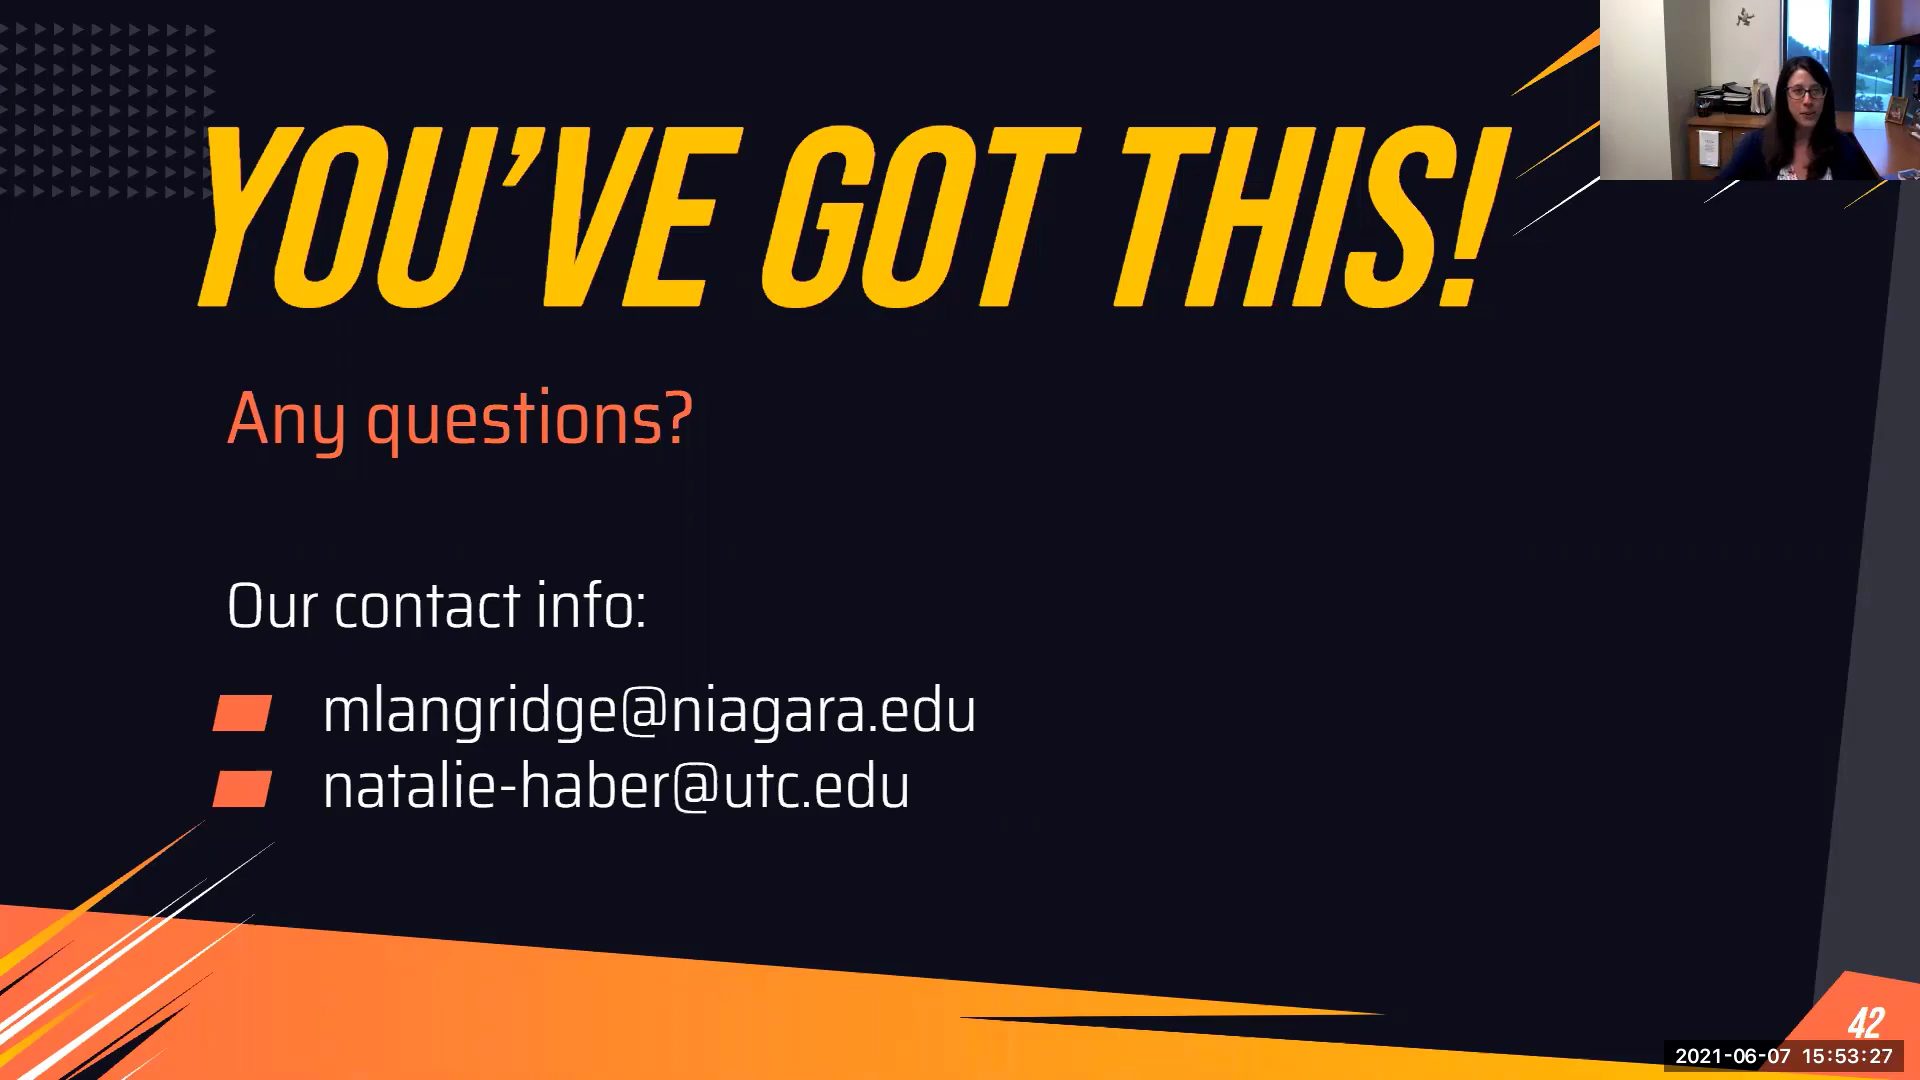 YOU’VE GOT THIS!
Any questions?
Our contact info:
mlangridge@niagara.edu
natalie-haber@utc.edu
42
2021-06-07 15:53:27